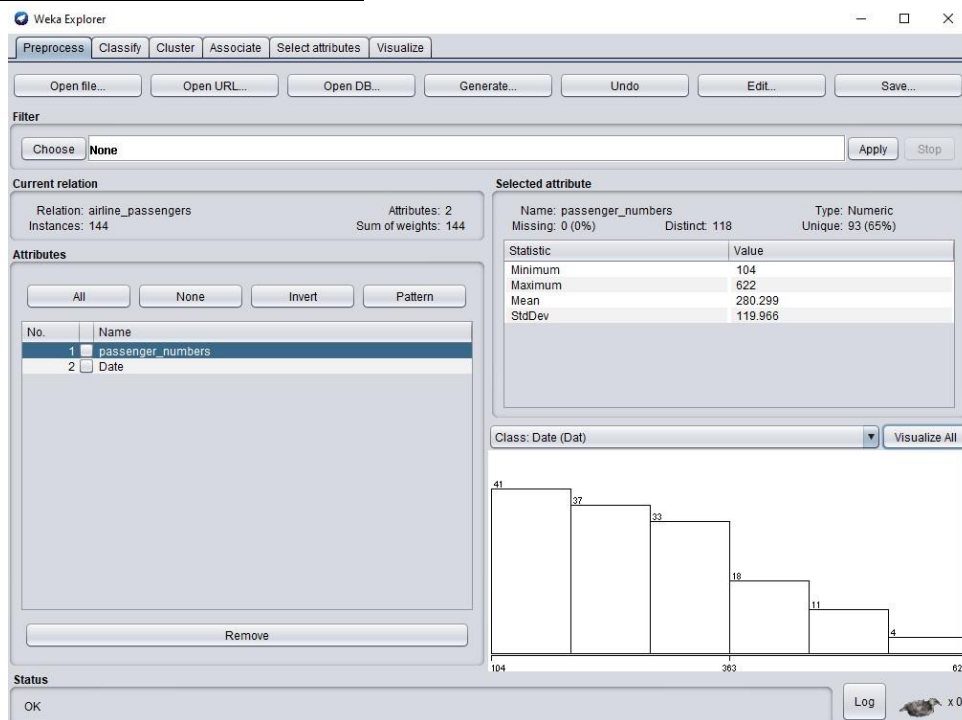 Weka Explorer
Preprocess Classify Cluster Associate Select attributes Visualize
Open file... Open URL... Open DB... Generate... Undo Edit... Save...
Filter
Choose None Apply Stop
Current relation
Relation: airline_passengers Attributes: 2
Instances: 144 Sum of weights: 144
Attributes
All None Invert Pattern
No. Name
1 passenger_numbers
2 Date
Remove
Selected attribute
Name: passenger_numbers Type: Numeric
Missing: 0 (0%) Distinct: 118 Unique: 93 (65%)
Statistic Value
Minimum 104
Maximum 622
Mean 280.299
StdDev 119.966
Class: Date (Dat) Visualize All
41
37
33
18
11
4
104 363 62
Status
OK Log x 0